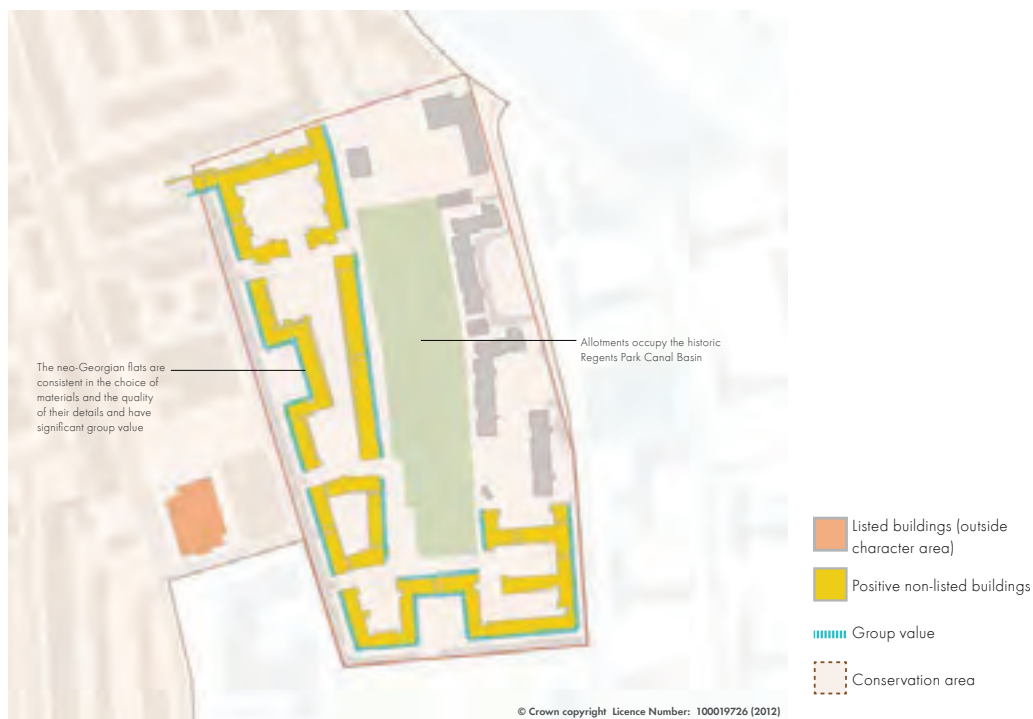 The neo-Georgian flats are
consistent in the choice of
materials and the quality
of their details and have
significant group value
Allotments occupy the historic
Regents Park Canal Basin
Listed buildings (outside
character area)
Positive non-listed buildings
Group value
Conservation area
© Crown copyright Licence Number: 100019726 (2012)